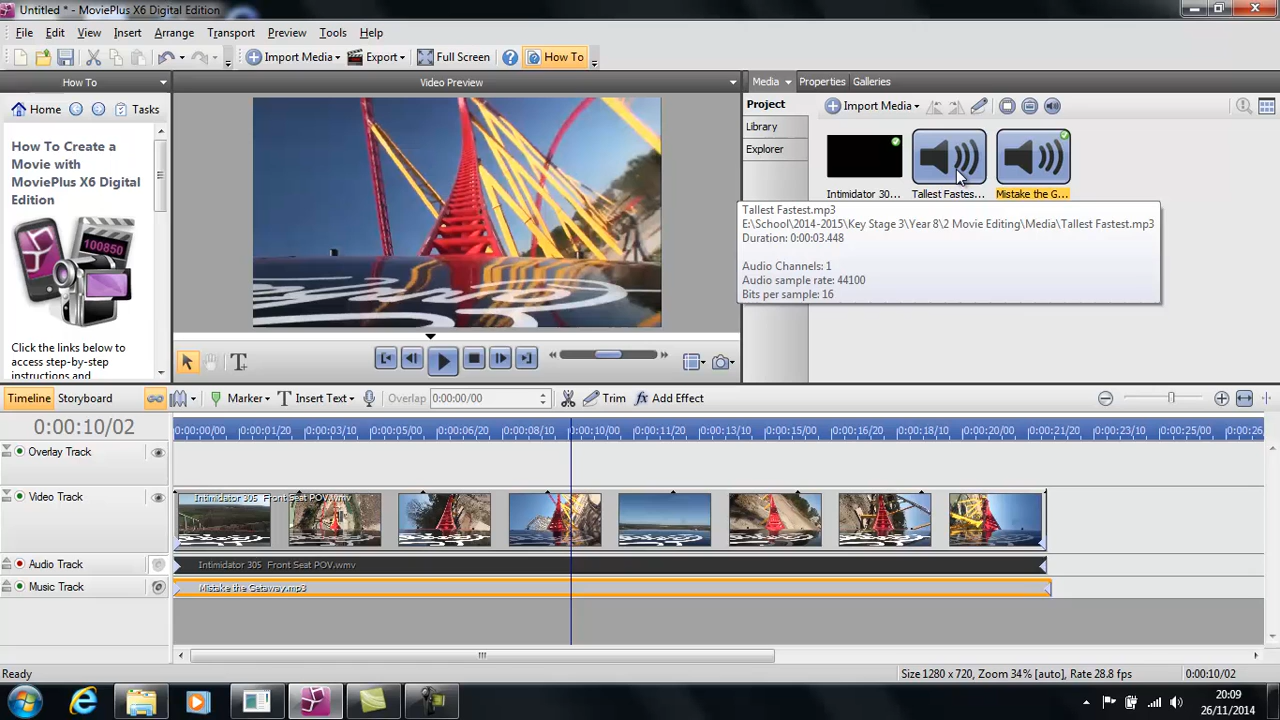 Untitled * - MoviePlus X6 Digital Edition
File Edit View Insert Arrange Transport Preview Tools Help
Import Media Export Full Screen ? How To
How To Video Preview Media Properties Galleries
Home Tasks
How To Create a
Movie with
MoviePlus X6 Digital
Edition
100850
Click the links below to
access step-by-step
instructions and
Project
Library
Explorer
Import Media
Intimidator 30... Tallest Fastes... Mistake the G...
Tallest Fastest.mp3
E:\School\2014-2015\Key Stage 3\Year 8\2 Movie Editing\Media\Tallest Fastest.mp3
Duration: 0:00:03.448
Audio Channels: 1
Audio sample rate: 44100
Bits per sample: 16
Timeline Storyboard Marker Insert Text Overlap 0:00:00/00 Trim fx Add Effect
0:00:10/02 0:00:00/00 0:00:01/20 0:00:03/10 0:00:05/00 0:00:06/20 0:00:08/10 0:00:10/00 0:00:11/20 0:00:13/10 0:00:15/00 0:00:16/20 0:00:18/10 0:00:20/00 0:00:21/20 0:00:23/10 0:00:25/00 0:00:26
Overlay Track
Video Track Intimidator 305 Front Seat POV.wmv
Audio Track Intimidator 305 Front Seat POV.wmv
Music Track Mistake the Getaway.mp3
Ready Size 1280 x 720, Zoom 34% [auto], Rate 28.8 fps 0:00:10/02
20:09
26/11/2014